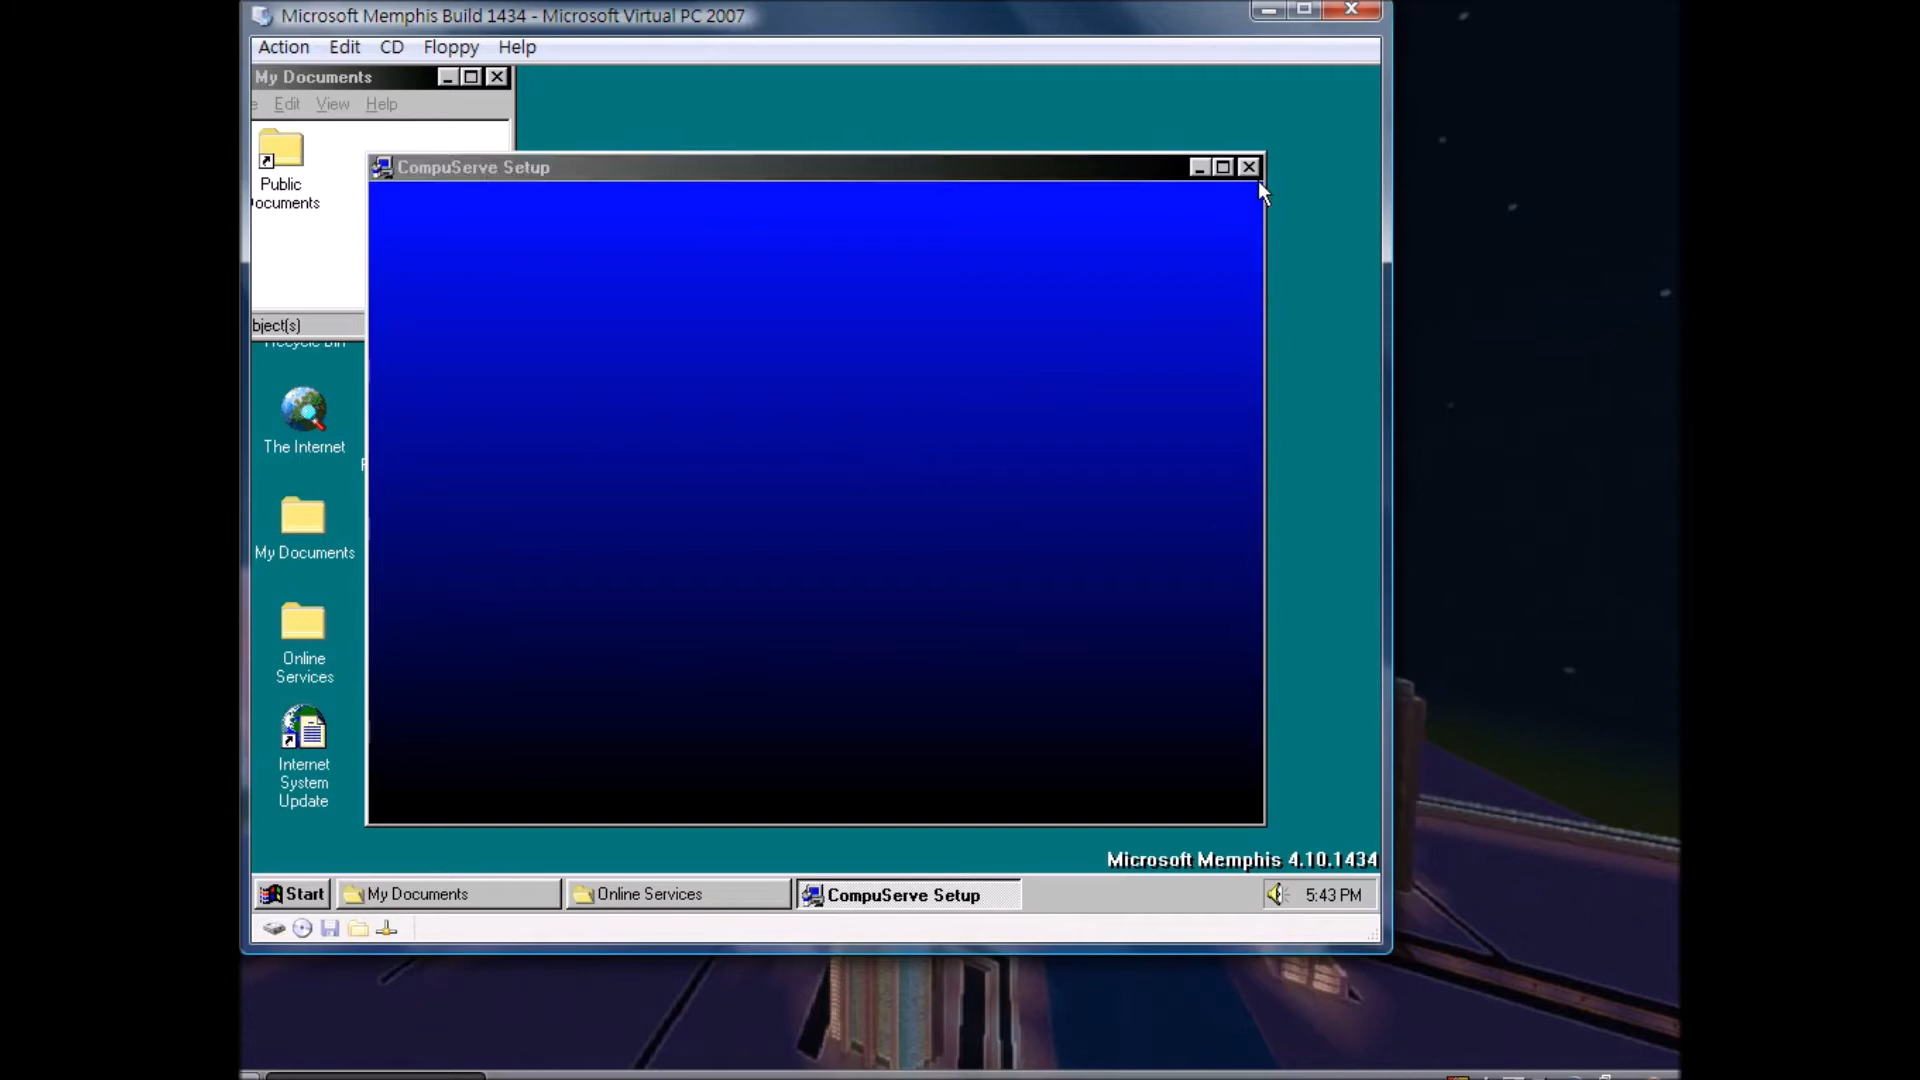 Microsoft Memphis Build 1434 - Microsoft Virtual PC 2007
Action Edit CD Floppy Help
My Documents
e Edit View Help
Public
ocuments
CompuServe Setup
bject(s)
Recycle Bin
The Internet
My Documents
Online
Services
Internet
System
Update
Microsoft Memphis 4.10.1434
Start My Documents Online Services CompuServe Setup 5:43 PM